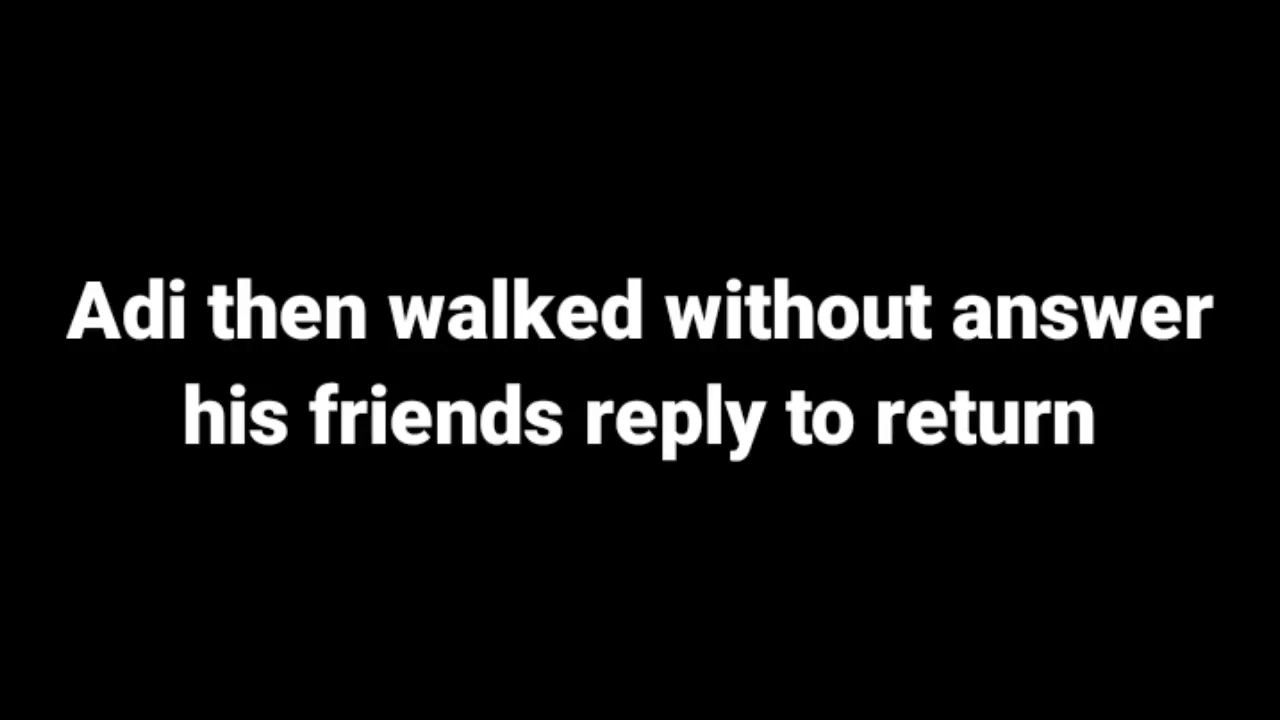 Adi then walked without answer
his friends reply to return